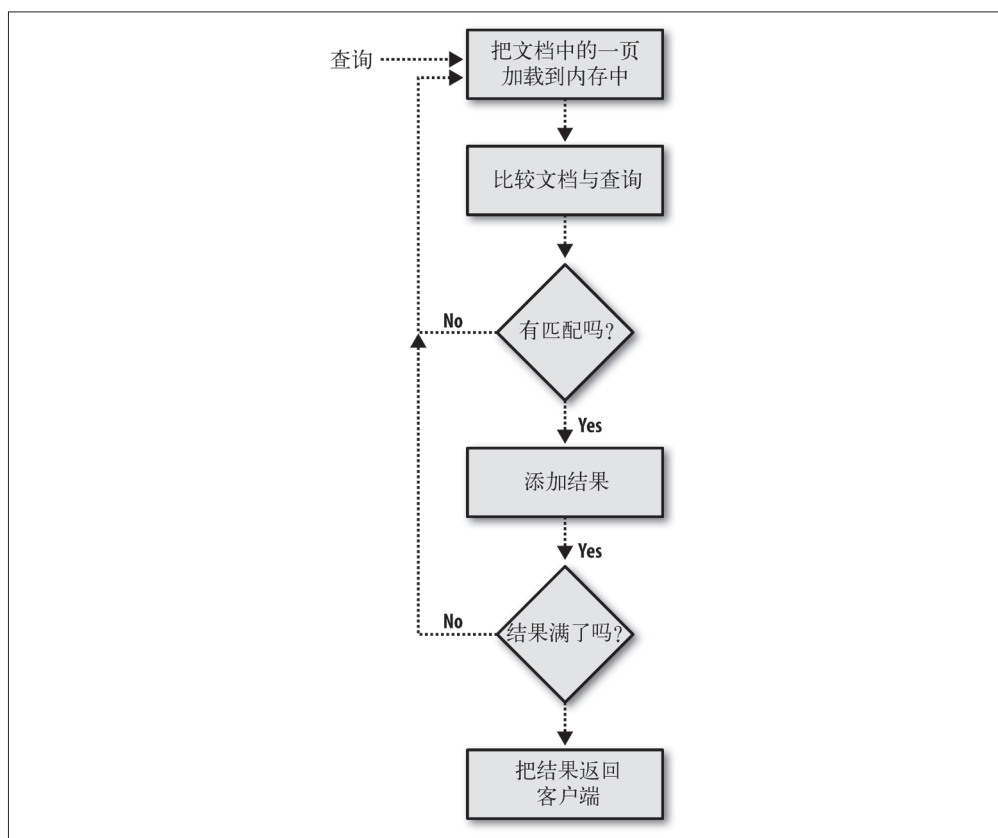 查询
把文档中的一页
加载到内存中
比较文档与查询
No
有匹配吗？
Yes
添加结果
Yes
No
结果满了吗？
把结果返回
客户端